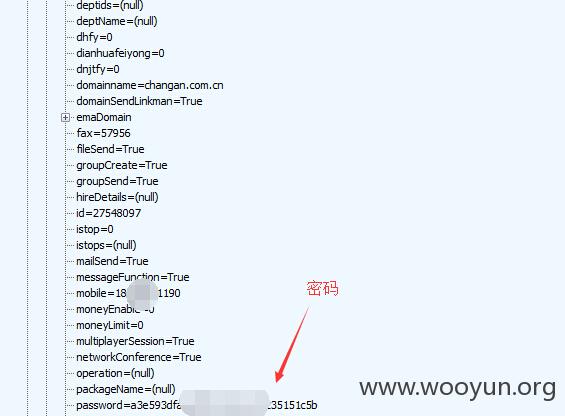 deptids=(null)
deptName=(null)
dhfy=0
dianhuafeiyong=0
dnjtfy=0
domainname=changan.com.cn
domainSendLinkman=True
emaDomain
fax=57956
fileSend=True
groupCreate=True
groupSend=True
hireDetails=(null)
id=27548097
istop=0
istops=(null)
mailSend=True
messageFunction=True
mobile=18 1190
密码
moneyEnable=0
moneyLimit=0
multiplayerSession=True
networkConference=True
operation=(null)
packageName=(null)
www.wooyun.org
password=a3e593dfa c35151c5b